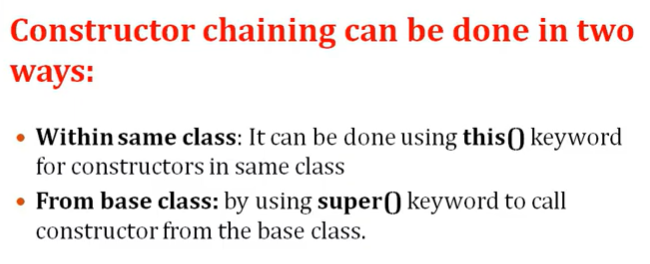 Constructor chaining can be done in two
ways:
• Within same class: It can be done using this() keyword
for constructors in same class
• From base class: by using super() keyword to call
constructor from the base class.